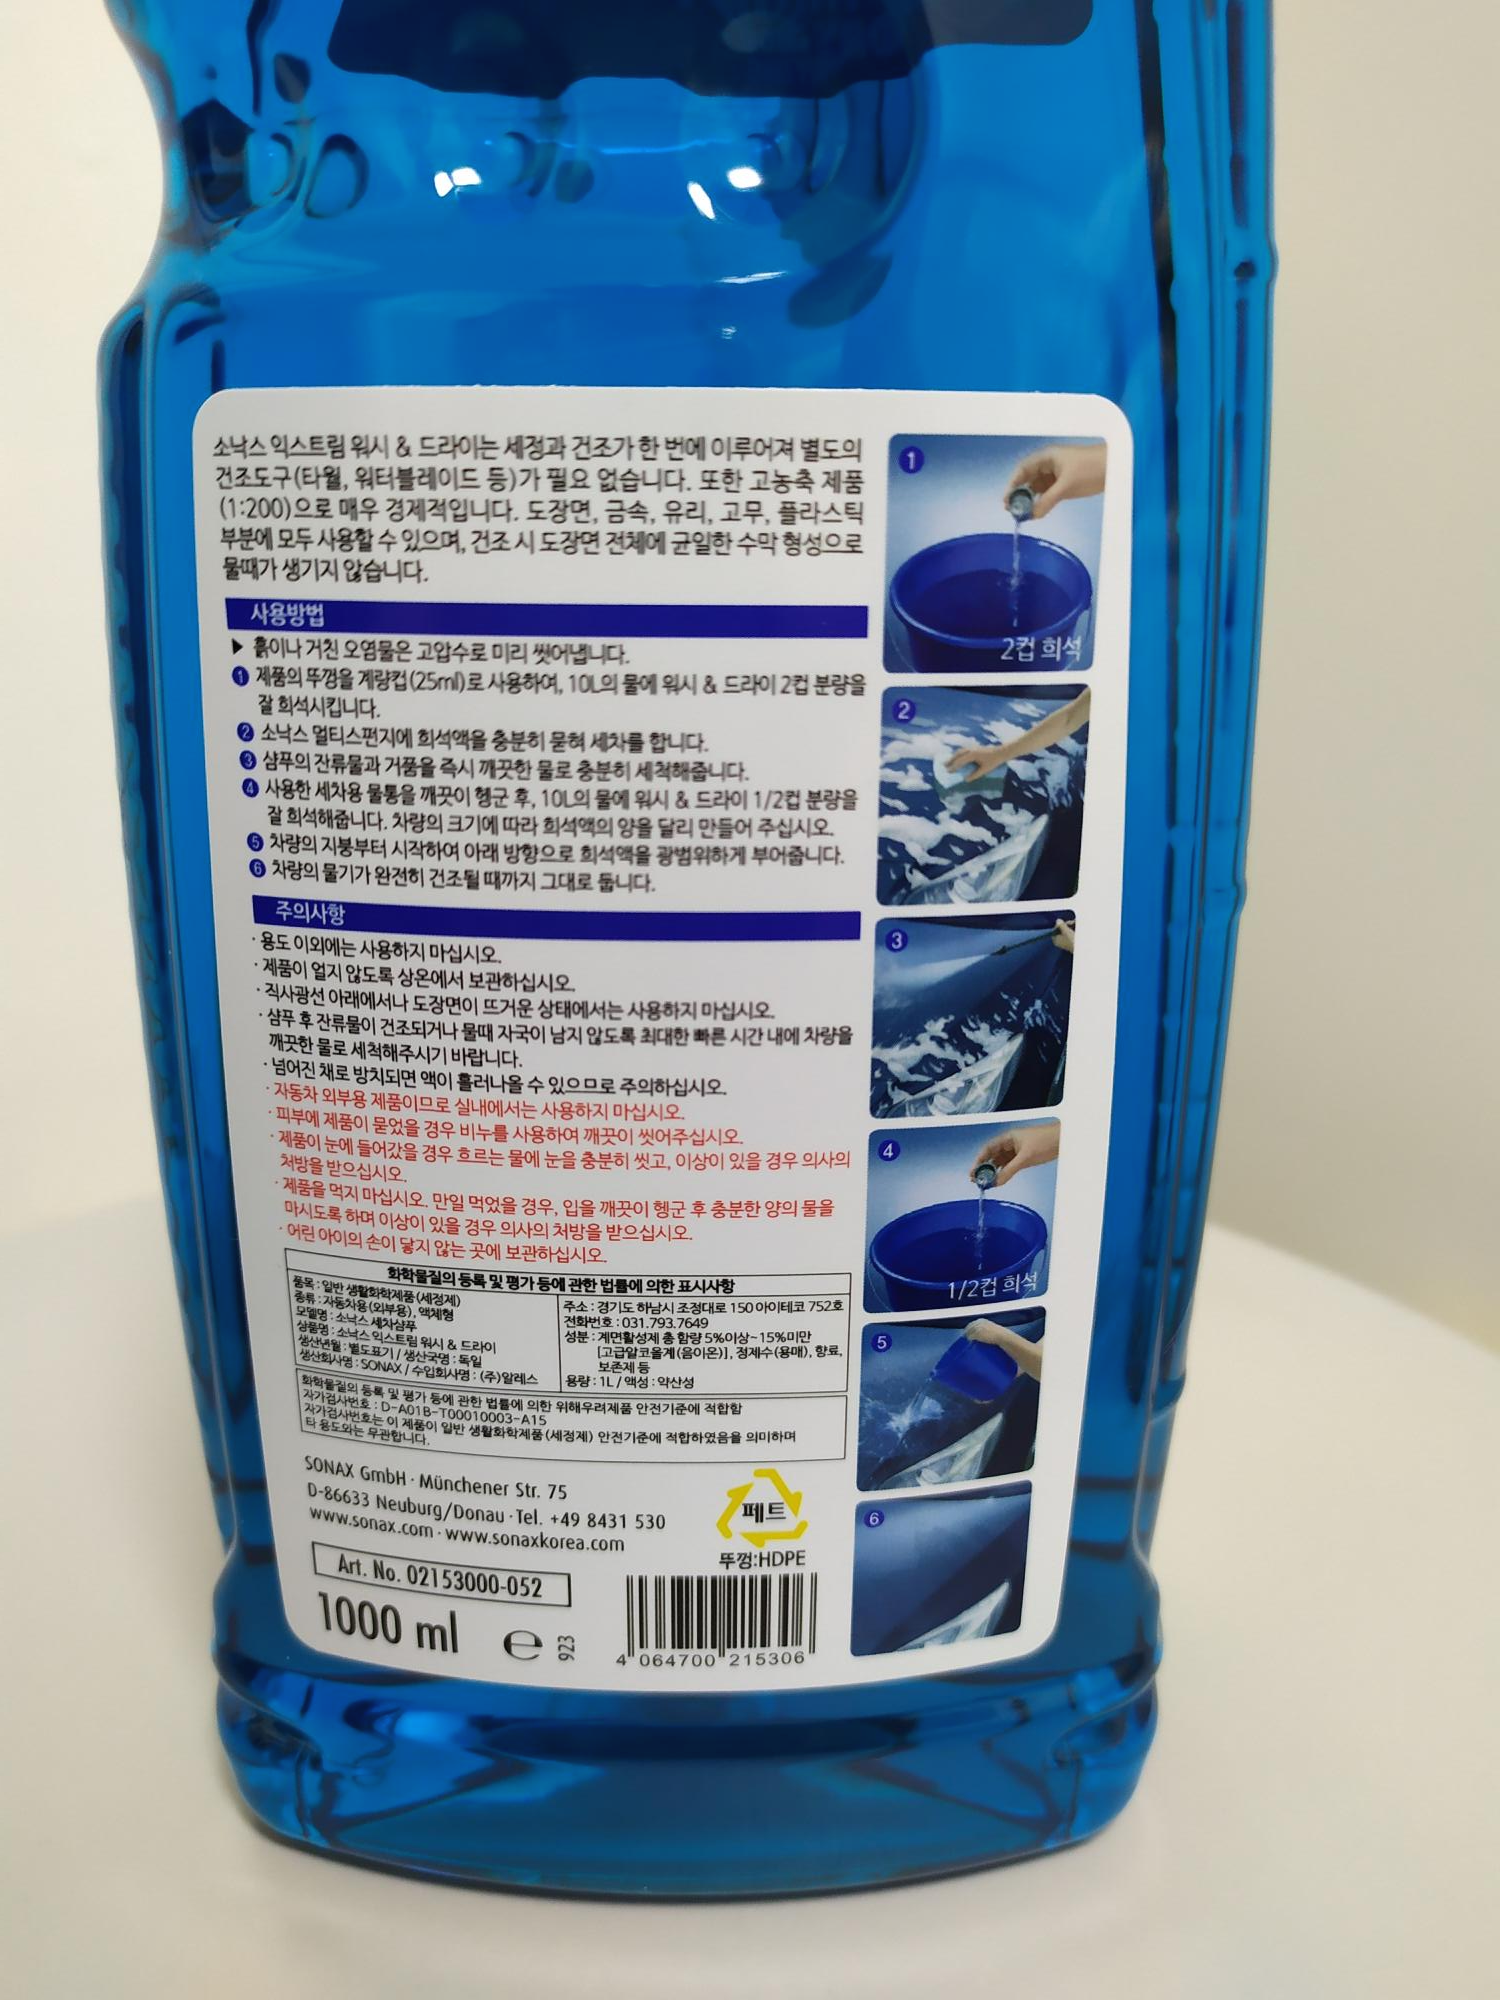 소낙스 익스트림 워시 & 드라이는 세정과 건조가 한 번에 이루어져 별도의
건조도구(타월, 워터블레이드 등)가 필요 없습니다. 또한 고농축 제품
(1:200)으로 매우 경제적입니다. 도장면, 금속, 유리, 고무, 플라스틱
부분에 모두 사용할 수 있으며, 건조 시 도장면 전체에 균일한 수막 형성으로
물때가 생기지 않습니다.
사용방법
▶ 흙이나 거친 오염물은 고압수로 미리 씻어냅니다.
1 제품의 뚜껑을 계량컵(25ml)로 사용하여, 10L의 물에 워시 & 드라이 2컵 분량을
잘 희석시킵니다.
2 소낙스 멀티스펀지에 희석액을 충분히 묻혀 세차를 합니다.
3 샴푸의 잔류물과 거품을 즉시 깨끗한 물로 충분히 세척해줍니다.
4 사용한 세차용 물통을 깨끗이 헹군 후, 10L의 물에 워시 & 드라이 1/2컵 분량을
잘 희석해줍니다. 차량의 크기에 따라 희석액의 양을 달리 만들어 주십시오.
5 차량의 지붕부터 시작하여 아래 방향으로 희석액을 광범위하게 부어줍니다.
6 차량의 물기가 완전히 건조될 때까지 그대로 둡니다.
주의사항
· 용도 이외에는 사용하지 마십시오.
· 제품이 얼지 않도록 상온에서 보관하십시오.
· 직사광선 아래에서나 도장면이 뜨거운 상태에서는 사용하지 마십시오.
· 샴푸 후 잔류물이 건조되거나 물때 자국이 남지 않도록 최대한 빠른 시간 내에 차량을
깨끗한 물로 세척해주시기 바랍니다.
· 넘어진 채로 방치되면 액이 흘러나올 수 있으므로 주의하십시오.
· 자동차 외부용 제품이므로 실내에서는 사용하지 마십시오.
· 피부에 제품이 묻었을 경우 비누를 사용하여 깨끗이 씻어주십시오.
· 제품이 눈에 들어갔을 경우 흐르는 물에 눈을 충분히 씻고, 이상이 있을 경우 의사의
처방을 받으십시오.
· 제품을 먹지 마십시오. 만일 먹었을 경우, 입을 깨끗이 헹군 후 충분한 양의 물을
마시도록 하며 이상이 있을 경우 의사의 처방을 받으십시오.
· 어린 아이의 손이 닿지 않는 곳에 보관하십시오.
화학물질의 등록 및 평가 등에 관한 법률에 의한 표시사항
품목 : 일반 생활화학제품(세정제)
종류 : 자동차용(외부용), 액체형
모델명 : 소낙스 세차샴푸
상품명 : 소낙스 익스트림 워시 & 드라이
생산년월 : 별도표기 / 생산국명 : 독일
생산회사명 : SONAX / 수입회사명 : (주)알레스
주소 : 경기도 하남시 조정대로 150 아이테코 752호
전화번호 : 031.793.7649
성분 : 계면활성제 총 함량 5%이상~15%미만
[고급알코올계(음이온)], 정제수(용매), 향료,
보존제 등
용량 : 1L / 액성 : 약산성
화학물질의 등록 및 평가 등에 관한 법률에 의한 위해우려제품 안전기준에 적합함
자가검사번호 : D-A01B-T00010003-A15
자가검사번호는 이 제품이 일반 생활화학제품(세정제) 안전기준에 적합하였음을 의미하며
타 용도와는 무관합니다.
SONAX GmbH · Münchener Str. 75
D-86633 Neuburg/Donau · Tel. +49 8431 530
www.sonax.com · www.sonaxkorea.com
페트
뚜껑:HDPE
Art. No. 02153000-052
1000 ml
e
923
4 064700 215306
1
2컵 희석
2
3
4
1/2컵 희석
5
6